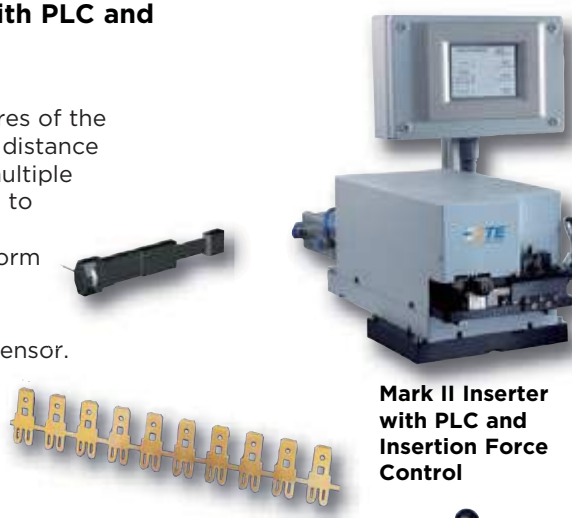 ith PLC and
res of the
distance
ultiple
to
orm
ensor.
TE
Mark II Inserter
with PLC and
Insertion Force
Control